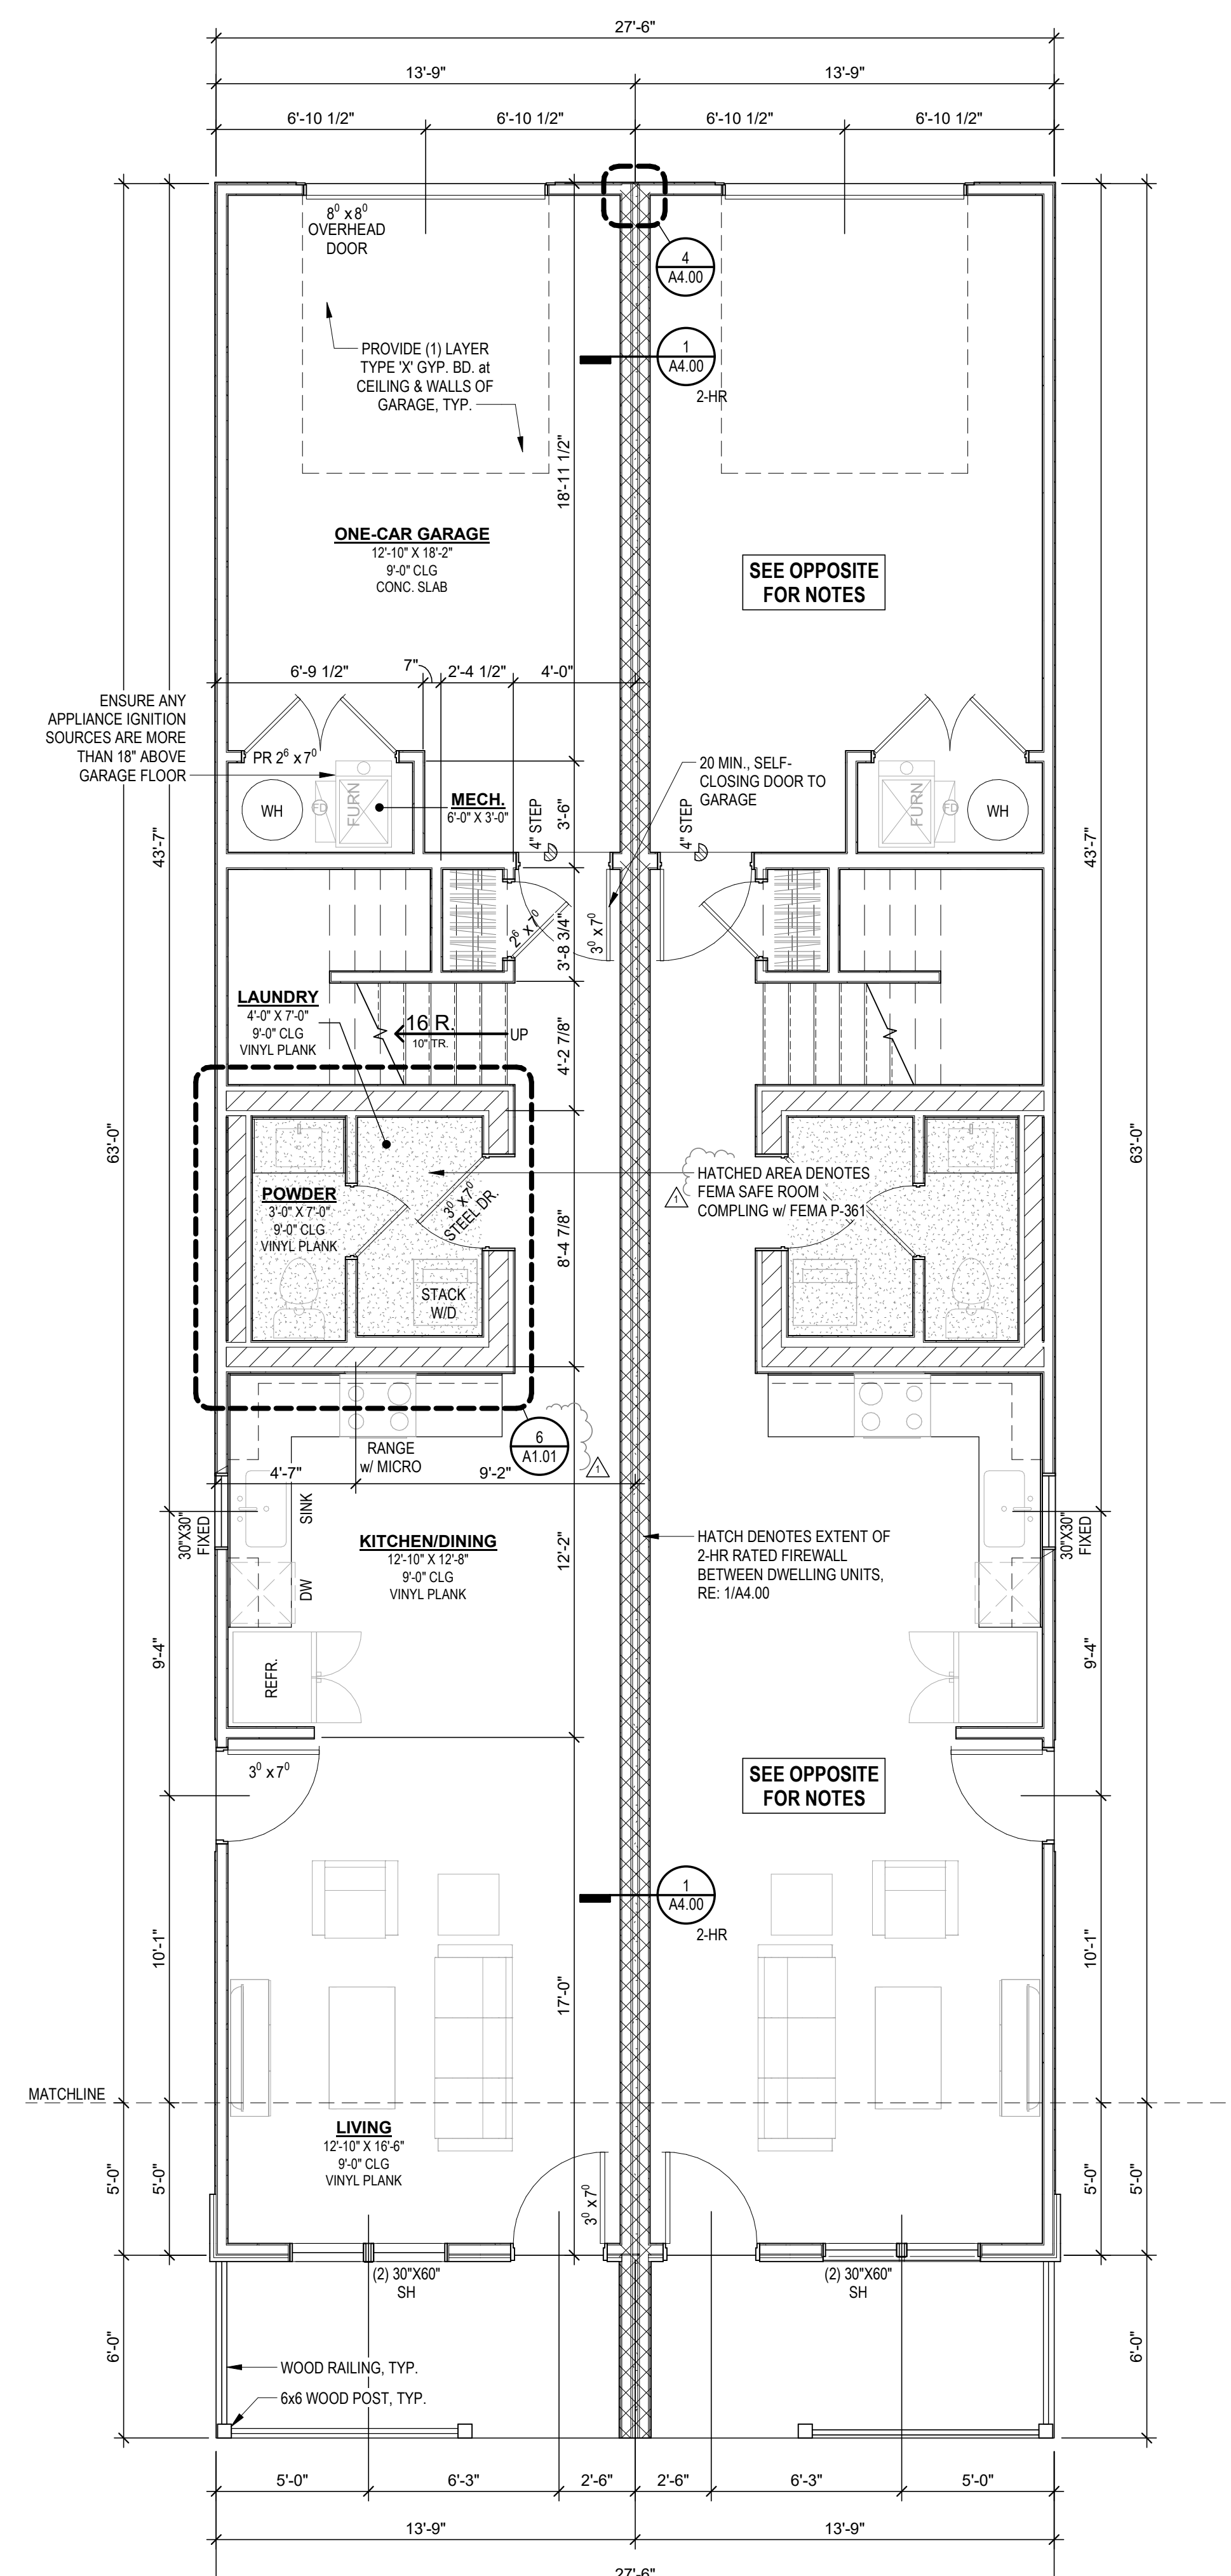 27'-6"
13'-9" 13'-9"
6'-10 1/2" 6'-10 1/2" 6'-10 1/2" 6'-10 1/2"
8⁰ x 8⁰
OVERHEAD
DOOR
4
A4.00
1
A4.00
2-HR
PROVIDE (1) LAYER
TYPE 'X' GYP. BD. at
CEILING & WALLS OF
GARAGE, TYP.
18'-11 1/2"
ONE-CAR GARAGE
12'-10" X 18'-2"
9'-0" CLG
CONC. SLAB
SEE OPPOSITE
FOR NOTES
6'-9 1/2" 7" 2'-4 1/2" 4'-0"
ENSURE ANY
APPLIANCE IGNITION
SOURCES ARE MORE
THAN 18" ABOVE
GARAGE FLOOR
PR 2⁶ x 7⁰
WH
FD
FURN
MECH.
6'-0" X 3'-0"
4" STEP
3'-6"
20 MIN., SELF-
CLOSING DOOR TO
GARAGE
4" STEP
FURN
FD
WH
43'-7"
43'-7"
2⁶ x 7⁰
3'-8 3/4"
3⁰ x 7⁰
LAUNDRY
4'-0" X 7'-0"
9'-0" CLG
VINYL PLANK
16 R.
10" TR.
UP
4'-2 7/8"
63'-0"
63'-0"
POWDER
3'-0" X 7'-0"
9'-0" CLG
VINYL PLANK
3⁰ x 7⁰
STEEL DR.
STACK
W/D
8'-4 7/8"
HATCHED AREA DENOTES
FEMA SAFE ROOM
COMPLING w/ FEMA P-361
1
6
A1.01
1
RANGE
w/ MICRO
4'-7" 9'-2"
30"X30"
FIXED
SINK
DW
REFR.
KITCHEN/DINING
12'-10" X 12'-8"
9'-0" CLG
VINYL PLANK
12'-2"
HATCH DENOTES EXTENT OF
2-HR RATED FIREWALL
BETWEEN DWELLING UNITS,
RE: 1/A4.00
30"X30"
FIXED
9'-4"
9'-4"
3⁰ x 7⁰
SEE OPPOSITE
FOR NOTES
1
A4.00
2-HR
10'-1"
17'-0"
10'-1"
MATCHLINE
LIVING
12'-10" X 16'-6"
9'-0" CLG
VINYL PLANK
5'-0" 5'-0"
3⁰ x 7⁰
5'-0" 5'-0"
(2) 30"X60"
SH
(2) 30"X60"
SH
6'-0"
6'-0"
WOOD RAILING, TYP.
6x6 WOOD POST, TYP.
5'-0" 6'-3" 2'-6" 2'-6" 6'-3" 5'-0"
13'-9" 13'-9"
27'-6"